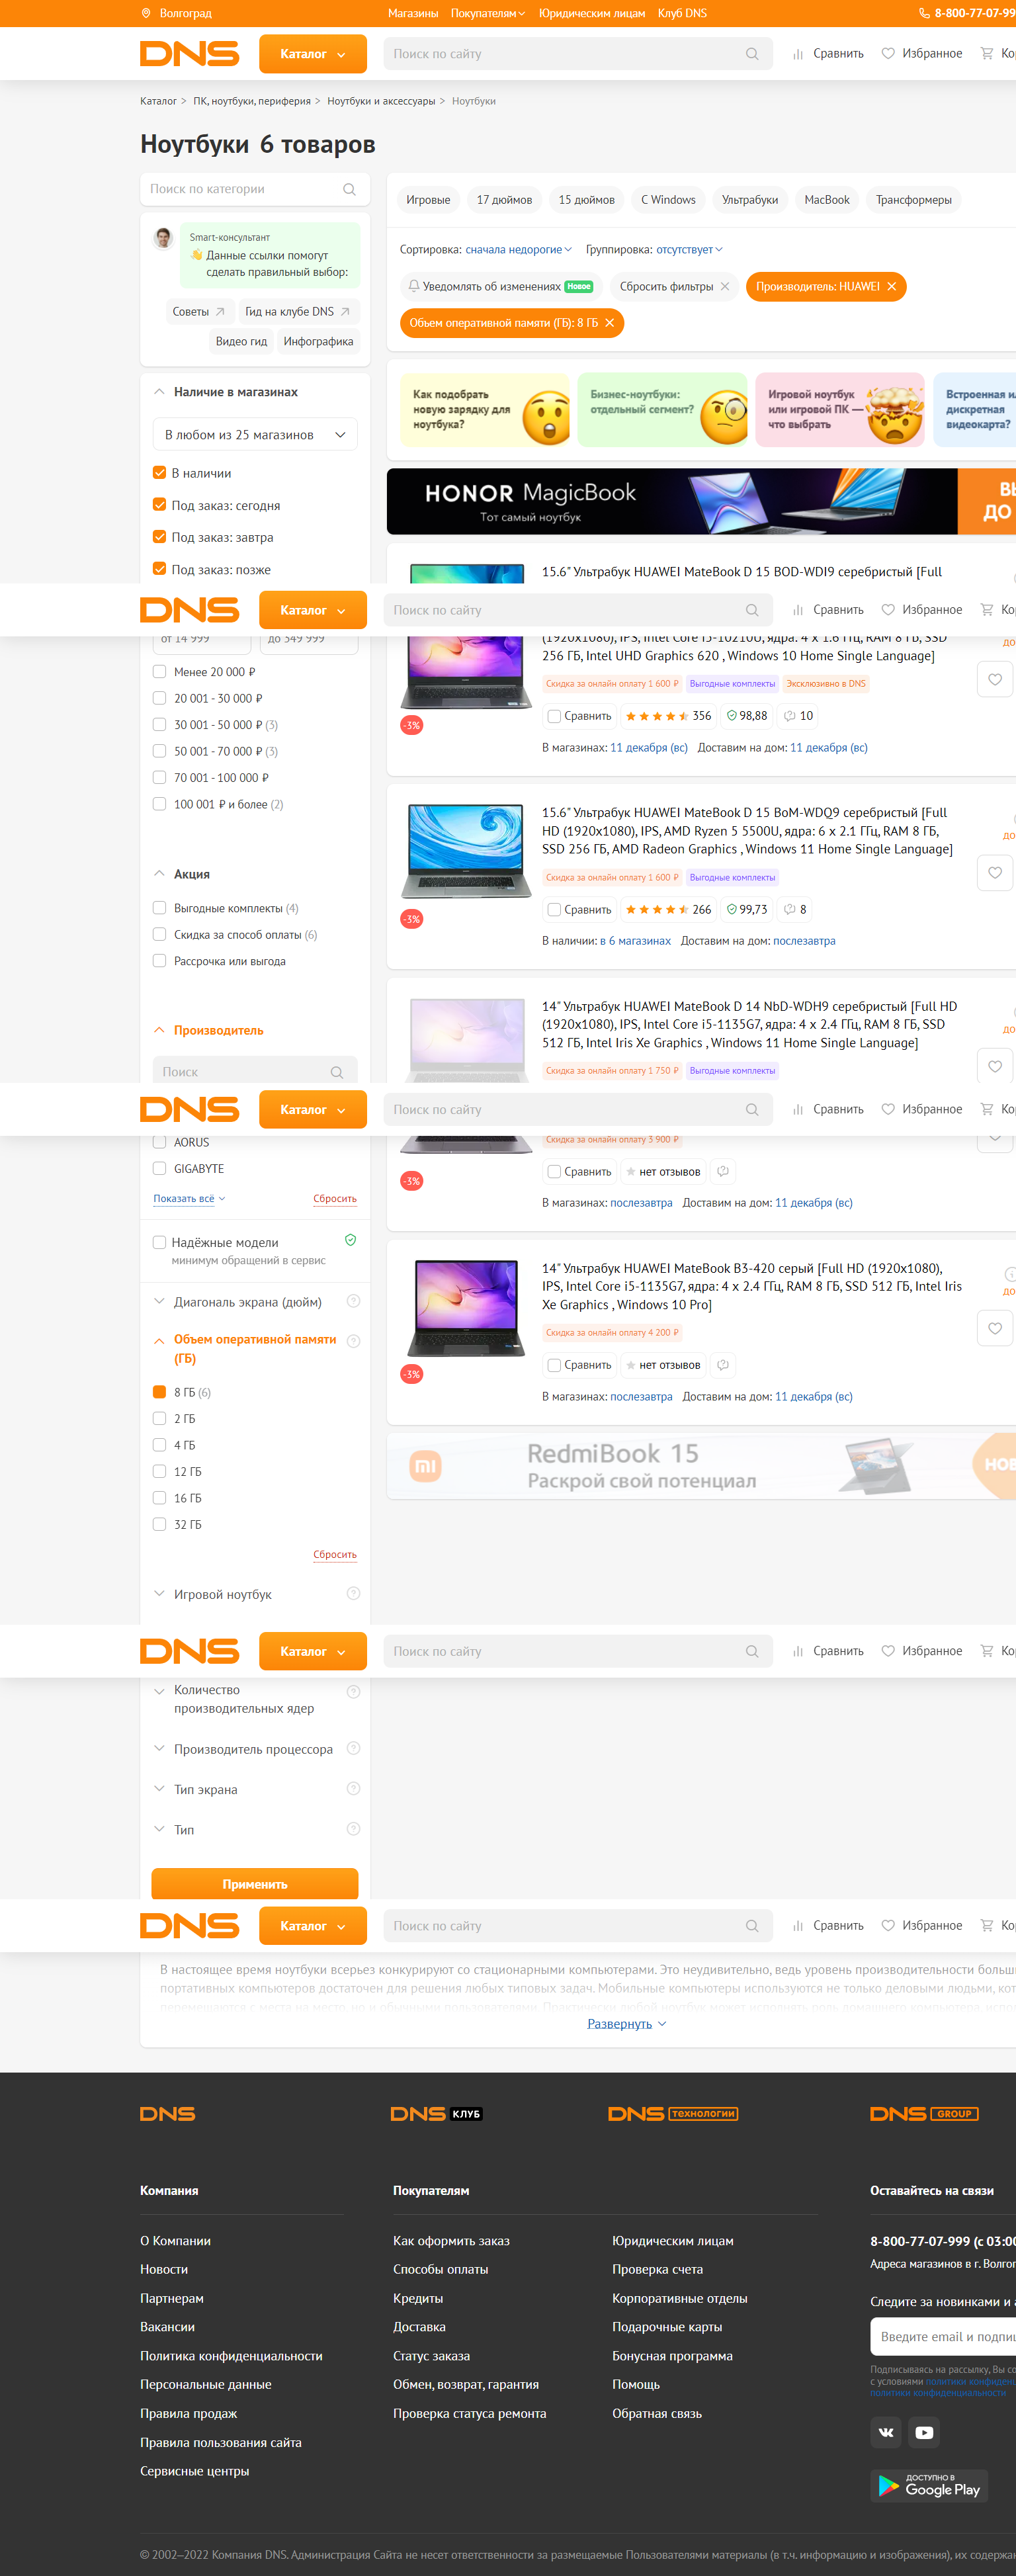 Волгоград
Магазины Покупателям Юридическим лицам Клуб DNS
8-800-77-07-99
DNS
Каталог
Поиск по сайту
Сравнить
Избранное
Ко
Каталог > ПК, ноутбуки, периферия > Ноутбуки и аксессуары > Ноутбуки
Ноутбуки 6 товаров
Поиск по категории
Smart-консультант
Данные ссылки помогут
сделать правильный выбор:
Советы
Гид на клубе DNS
Видео гид
Инфографика
Наличие в магазинах
В любом из 25 магазинов
В наличии
Под заказ: сегодня
Под заказ: завтра
Под заказ: позже
Игровые
17 дюймов
15 дюймов
С Windows
Ультрабуки
MacBook
Трансформеры
Сортировка: сначала недорогие
Группировка: отсутствует
Уведомлять об изменениях Новое
Сбросить фильтры
Производитель: HUAWEI
Объем оперативной памяти (ГБ): 8 ГБ
Как подобрать
новую зарядку для
ноутбука?
Бизнес-ноутбуки:
отдельный сегмент?
Игровой ноутбук
или игровой ПК —
что выбрать
Встроенная и
дискретная
видеокарта?
HONOR MagicBook
Тот самый ноутбук
ВЫ
ДО
15.6" Ультрабук HUAWEI MateBook D 15 BOD-WDI9 серебристый [Full
DNS
Каталог
Поиск по сайту
Сравнить
Избранное
Ко
от 14 999
до 349 999
Менее 20 000 ₽
20 001 - 30 000 ₽
30 001 - 50 000 ₽ (3)
50 001 - 70 000 ₽ (3)
70 001 - 100 000 ₽
100 001 ₽ и более (2)
Акция
Выгодные комплекты (4)
Скидка за способ оплаты (6)
Рассрочка или выгода
Производитель
Поиск
(1920x1080), IPS, Intel Core i5-10210U, ядра: 4 х 1.6 ГГц, RAM 8 ГБ, SSD
256 ГБ, Intel UHD Graphics 620 , Windows 10 Home Single Language]
Скидка за онлайн оплату 1 600 ₽
Выгодные комплекты
Эксклюзивно в DNS
-3%
Сравнить
356
98,88
10
до
В магазинах: 11 декабря (вс) Доставим на дом: 11 декабря (вс)
15.6" Ультрабук HUAWEI MateBook D 15 BoM-WDQ9 серебристый [Full
HD (1920x1080), IPS, AMD Ryzen 5 5500U, ядра: 6 х 2.1 ГГц, RAM 8 ГБ,
SSD 256 ГБ, AMD Radeon Graphics , Windows 11 Home Single Language]
Скидка за онлайн оплату 1 600 ₽
Выгодные комплекты
-3%
Сравнить
266
99,73
8
до
В наличии: в 6 магазинах Доставим на дом: послезавтра
14" Ультрабук HUAWEI MateBook D 14 NbD-WDH9 серебристый [Full HD
(1920x1080), IPS, Intel Core i5-1135G7, ядра: 4 х 2.4 ГГц, RAM 8 ГБ, SSD
512 ГБ, Intel Iris Xe Graphics , Windows 11 Home Single Language]
Скидка за онлайн оплату 1 750 ₽
Выгодные комплекты
до
DNS
Каталог
Поиск по сайту
Сравнить
Избранное
Ко
AORUS
GIGABYTE
Показать всё
Сбросить
Надёжные модели
минимум обращений в сервис
Диагональ экрана (дюйм)
Объем оперативной памяти
(ГБ)
8 ГБ (6)
2 ГБ
4 ГБ
12 ГБ
16 ГБ
32 ГБ
Сбросить
Игровой ноутбук
Скидка за онлайн оплату 3 900 ₽
-3%
Сравнить
нет отзывов
В магазинах: послезавтра Доставим на дом: 11 декабря (вс)
14" Ультрабук HUAWEI MateBook B3-420 серый [Full HD (1920x1080),
IPS, Intel Core i5-1135G7, ядра: 4 х 2.4 ГГц, RAM 8 ГБ, SSD 512 ГБ, Intel Iris
Xe Graphics , Windows 10 Pro]
Скидка за онлайн оплату 4 200 ₽
-3%
Сравнить
нет отзывов
до
В магазинах: послезавтра Доставим на дом: 11 декабря (вс)
RedmiBook 15
Раскрой свой потенциал
НОВ
DNS
Каталог
Поиск по сайту
Сравнить
Избранное
Ко
Количество
производительных ядер
Производитель процессора
Тип экрана
Тип
Применить
DNS
Каталог
Поиск по сайту
Сравнить
Избранное
Ко
В настоящее время ноутбуки всерьез конкурируют со стационарными компьютерами. Это неудивительно, ведь уровень производительности больш
портативных компьютеров достаточен для решения любых типовых задач. Мобильные компьютеры используются не только деловыми людьми, кот
перемещаются с места на место, но и обычными пользователями. Практически любой ноутбук может исполнять роль домашнего компьютера, испо
Развернуть
DNS
DNS КЛУБ
DNS ТЕХНОЛОГИИ
DNS GROUP
Компания
О Компании
Новости
Партнерам
Вакансии
Политика конфиденциальности
Персональные данные
Правила продаж
Правила пользования сайта
Сервисные центры
Покупателям
Как оформить заказ
Способы оплаты
Кредиты
Доставка
Статус заказа
Обмен, возврат, гарантия
Проверка статуса ремонта
Юридическим лицам
Проверка счета
Корпоративные отделы
Подарочные карты
Бонусная программа
Помощь
Обратная связь
Оставайтесь на связи
8-800-77-07-999 (с 03:00
Адреса магазинов в г. Волгог
Следите за новинками и а
Введите email и подпиш
Подписываясь на рассылку, Вы со
с условиями политики конфиденц
политики конфиденциальности
ДОСТУПНО В
Google Play
© 2002–2022 Компания DNS. Администрация Сайта не несет ответственности за размещаемые Пользователями материалы (в т.ч. информацию и изображения), их содержан